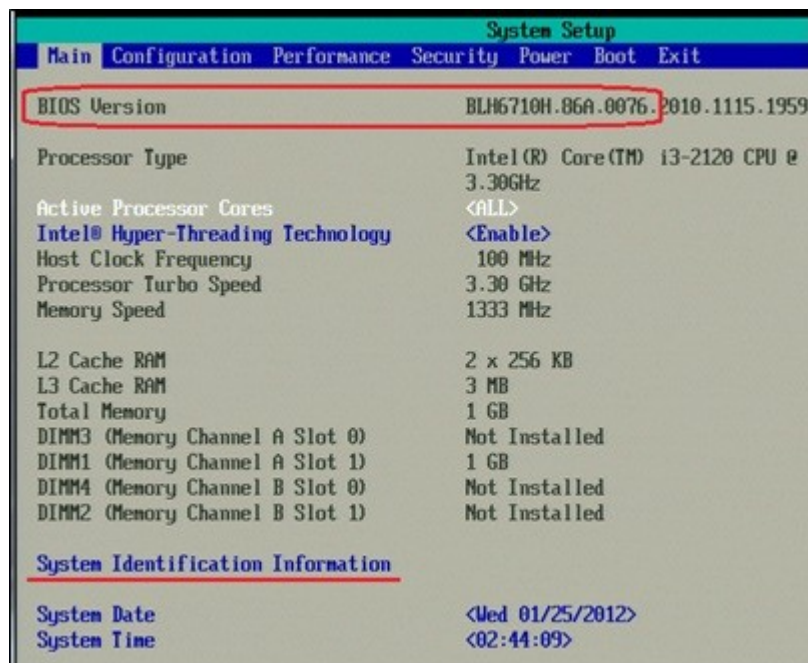 System Setup
Main Configuration Performance Security Power Boot Exit
BIOS Version BLH6710H.86A.0076.2010.1115.1959
Processor Type Intel(R) Core(TM) i3-2120 CPU @
3.30GHz
Active Processor Cores <ALL>
Intel® Hyper-Threading Technology <Enable>
Host Clock Frequency 100 MHz
Processor Turbo Speed 3.30 GHz
Memory Speed 1333 MHz
L2 Cache RAM 2 x 256 KB
L3 Cache RAM 3 MB
Total Memory 1 GB
DIMM3 (Memory Channel A Slot 0) Not Installed
DIMM1 (Memory Channel A Slot 1) 1 GB
DIMM4 (Memory Channel B Slot 0) Not Installed
DIMM2 (Memory Channel B Slot 1) Not Installed
System Identification Information
System Date <Wed 01/25/2012>
System Time <02:44:09>